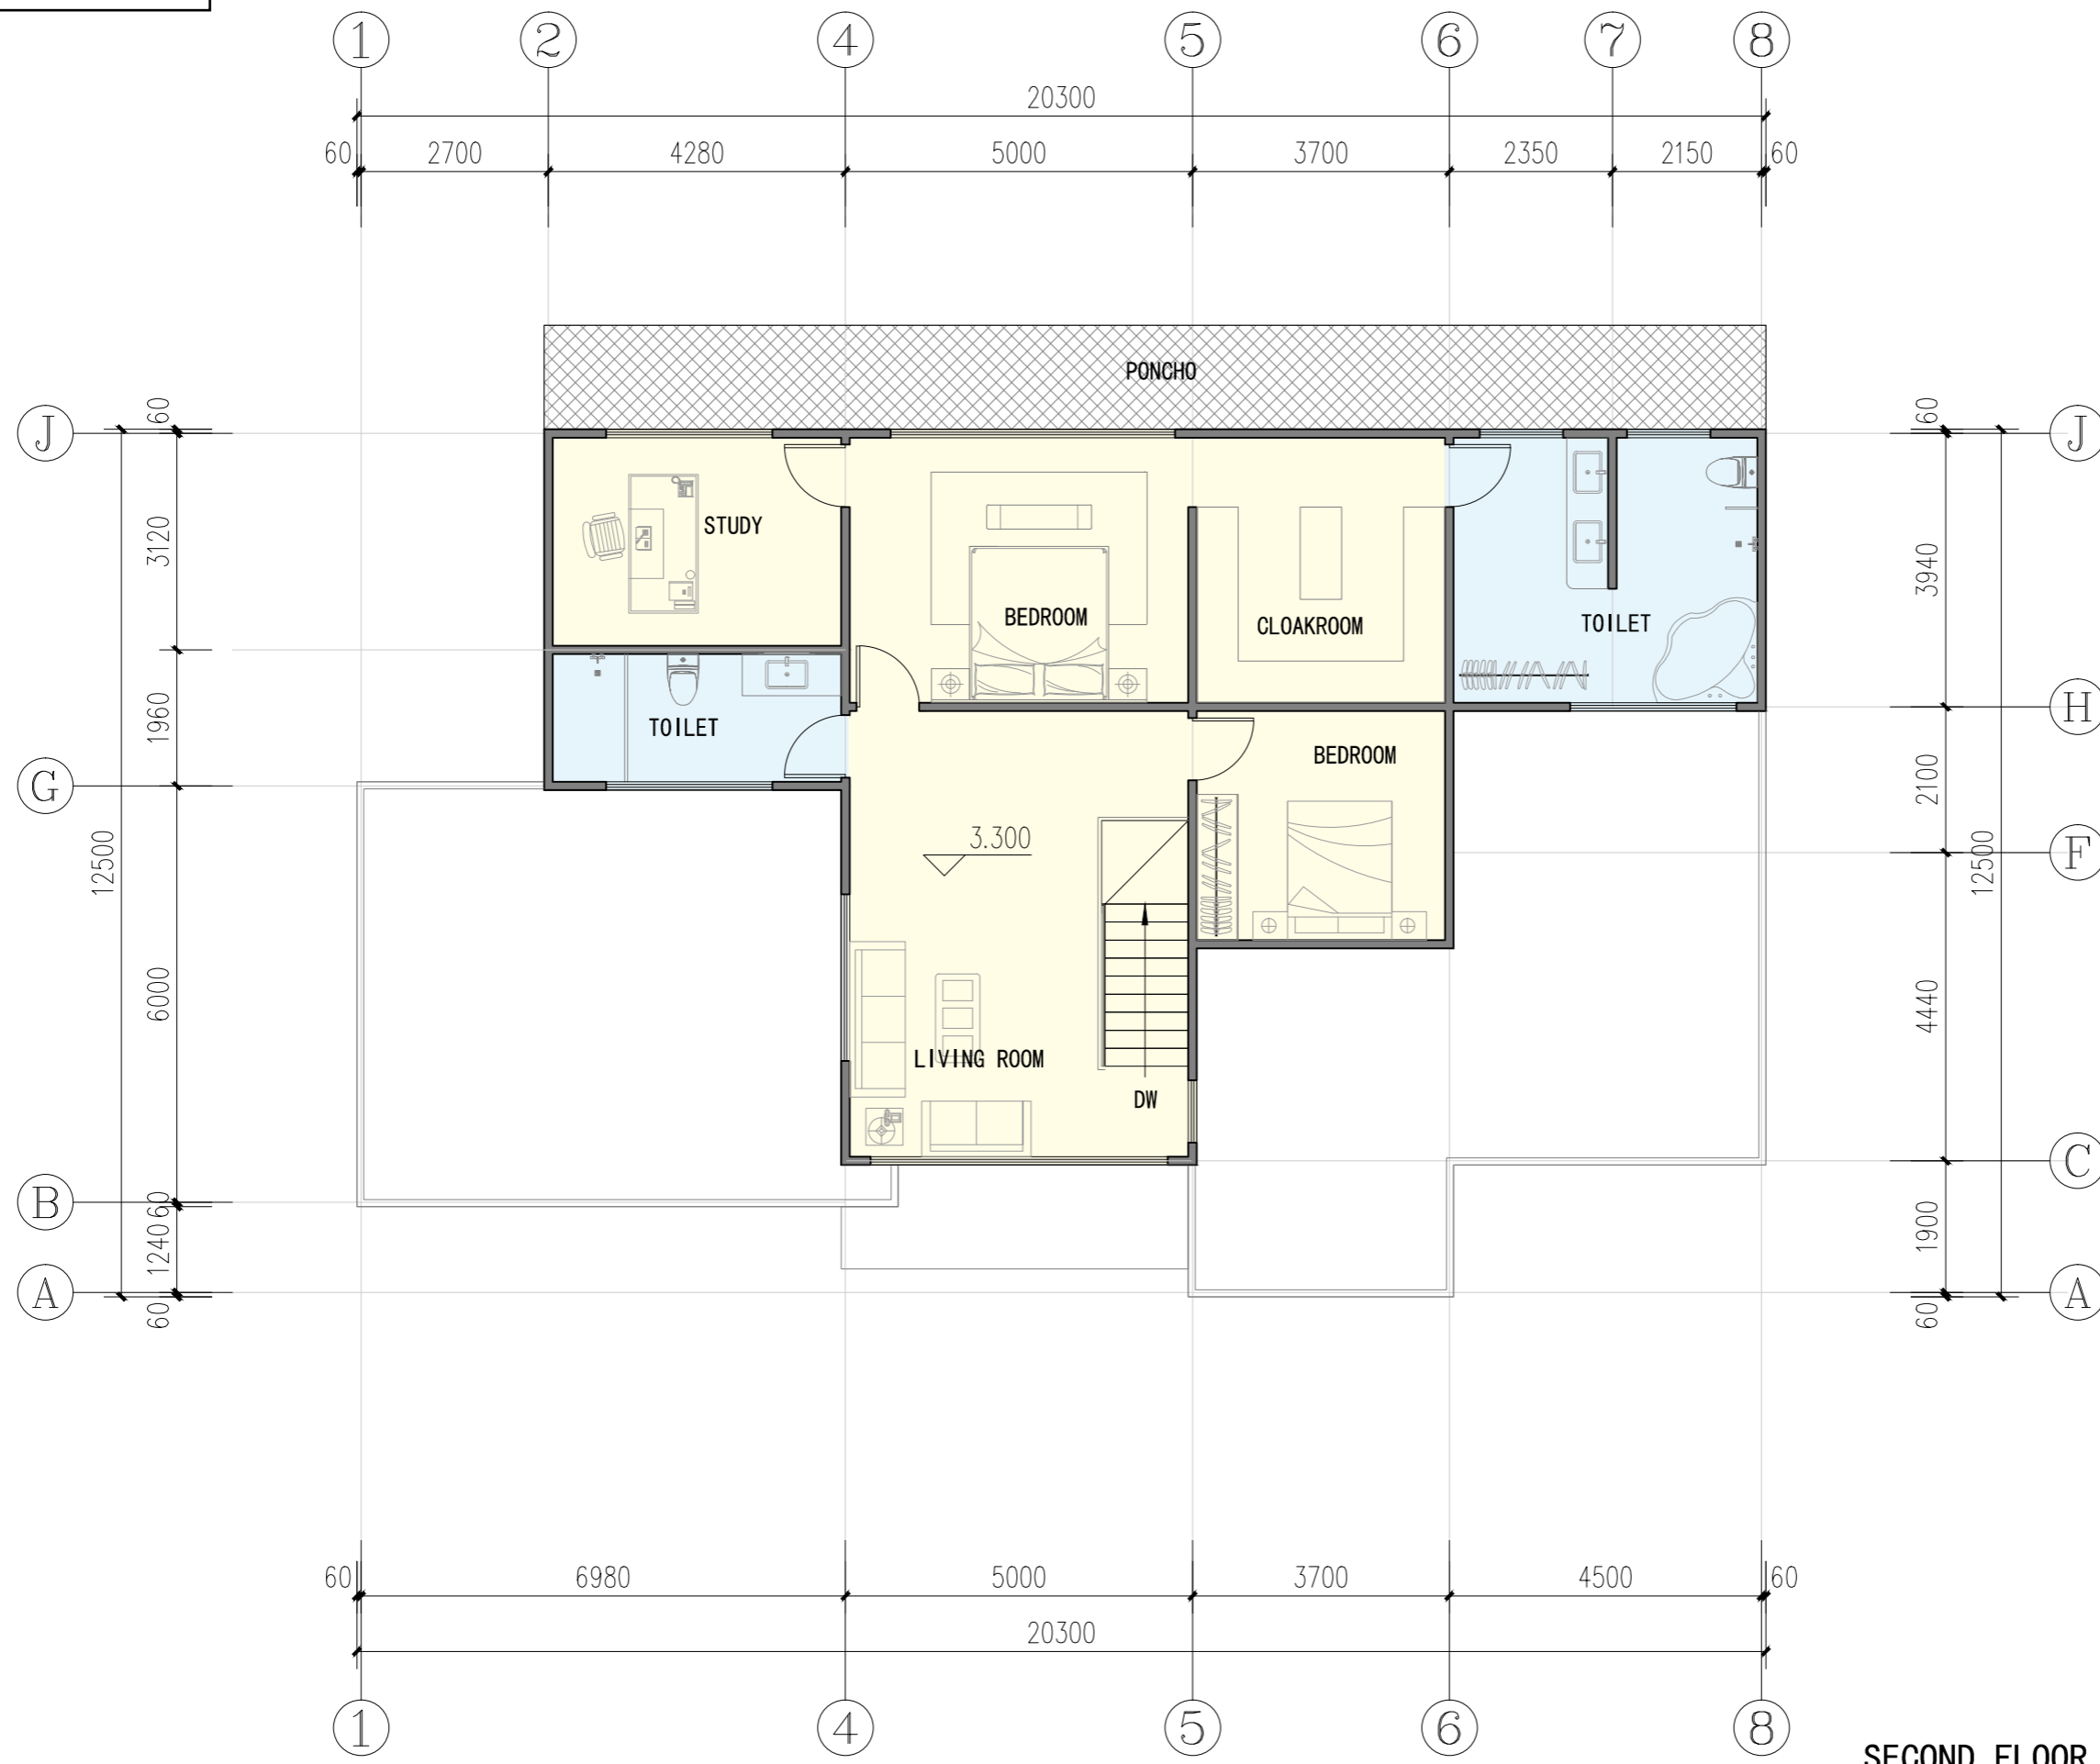 1 2 4 5 6 7 8
20300
60 2700 4280 5000 3700 2350 2150 60
PONCHO
J 60 60 J
STUDY
3120 3940
BEDROOM CLOAKROOM TOILET
TOILET
1960 H
BEDROOM
G 2100
3.300
12500 F 12500
6000 4440
LIVING ROOM
DW
C
B 60
1240 1900
A 60 60 A
60 6980 5000 3700 4500 60
20300
1 4 5 6 8
SECOND FLOOR